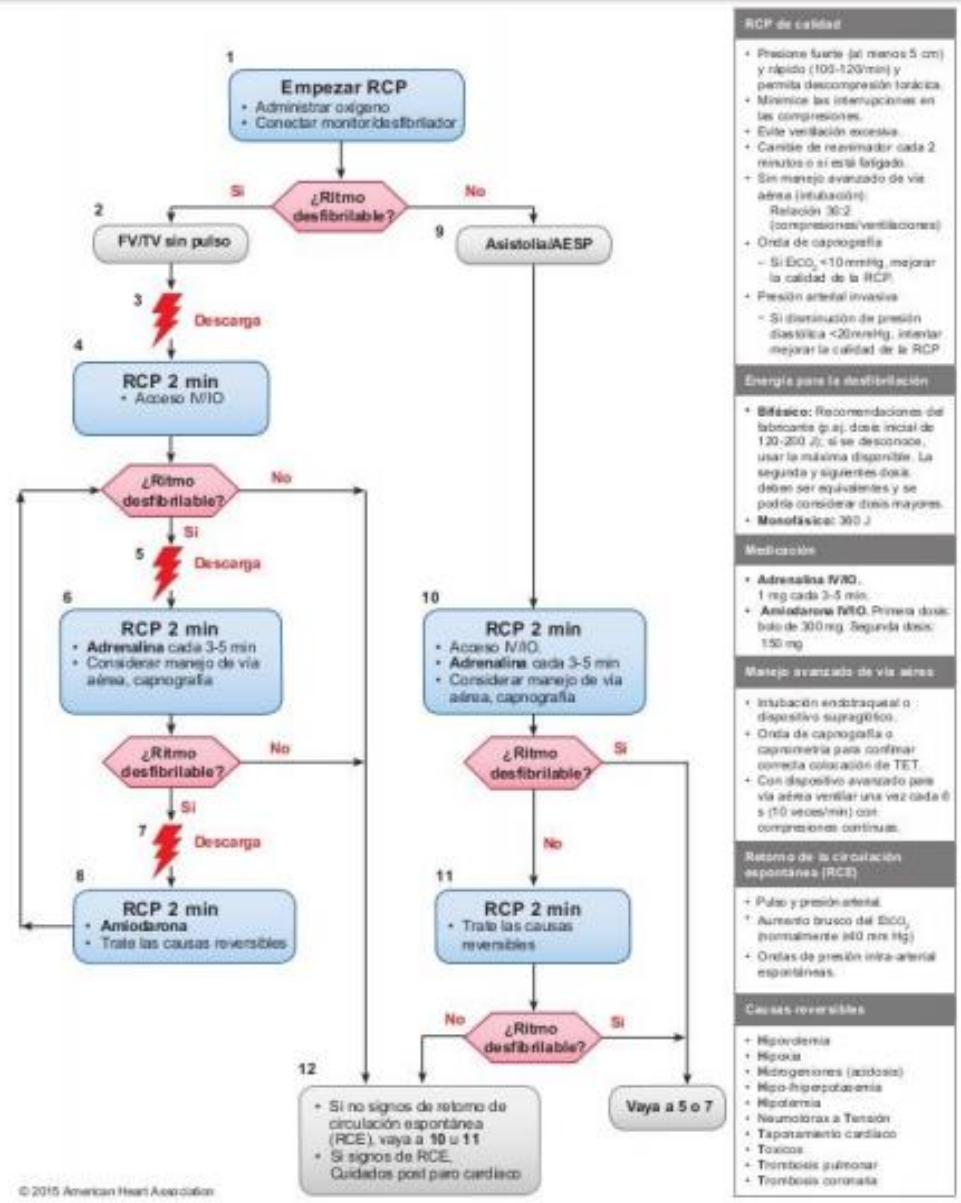 1
Empezar RCP
• Administrar oxígeno
• Conectar monitor/desfibrilador
¿Ritmo
desfibrilable?
Si
No
2
FV/TV sin pulso
9
Asistolia/AESP
3
Descarga
4
RCP 2 min
• Acceso IV/IO
¿Ritmo
desfibrilable?
No
Si
5
Descarga
6
RCP 2 min
• Adrenalina cada 3-5 min
• Considerar manejo de vía
aérea, capnografía
10
RCP 2 min
• Acceso IV/IO.
• Adrenalina cada 3-5 min
• Considerar manejo de vía
aérea, capnografía
¿Ritmo
desfibrilable?
No
Si
¿Ritmo
desfibrilable?
Si
No
7
Descarga
8
RCP 2 min
• Amiodarona
• Trate las causas reversibles
11
RCP 2 min
• Trate las causas
reversibles
¿Ritmo
desfibrilable?
No
Si
12
• Si no signos de retorno de
circulación espontánea
(RCE), vaya a 10 u 11
• Si signos de RCE,
Cuidados post paro cardíaco
Vaya a 5 o 7
© 2015 American Heart Association
RCP de calidad
• Presione fuerte (al menos 5 cm)
y rápido (100-120/min) y
permita descompresión torácica.
• Minimice las interrupciones en
las compresiones.
• Evite ventilación excesiva.
• Cambie de reanimador cada 2
minutos o si está fatigado.
• Sin manejo avanzado de vía
aérea (intubación):
Relación 30:2
(compresiones/ventilaciones)
• Onda de capnografía
– Si EtCO2 <10 mmHg, mejorar
la calidad de la RCP.
• Presión arterial invasiva
– Si disminución de presión
diastólica <20mmHg, intentar
mejorar la calidad de la RCP
Energía para la desfibrilación
• Bifásico: Recomendaciones del
fabricante (p.ej. dosis inicial de
120-200 J); si se desconoce,
usar la máxima disponible. La
segunda y siguientes dosis
deben ser equivalentes y se
podría considerar dosis mayores.
• Monofásico: 360 J
Medicación
• Adrenalina IV/IO.
1 mg cada 3-5 min.
• Amiodarona IV/IO. Primera dosis:
bolo de 300 mg. Segunda dosis:
150 mg
Manejo avanzado de vía aérea
• Intubación endotraqueal o
dispositivo supraglótico.
• Onda de capnografía o
capnometría para confimar
correcta colocación de TET.
• Con dispositivo avanzado para
vía aérea ventilar una vez cada 6
s (10 veces/min) con
compresiones continuas.
Retorno de la circulación
espontánea (RCE)
• Pulso y presión arterial.
• Aumento brusco del EtCO2
(normalmente ≥40 mm Hg)
• Ondas de presión intra-arterial
espontáneas.
Causas reversibles
• Hipovolemia
• Hipoxia
• Hidrogeniones (acidosis)
• Hipo-/hiperpotasemia
• Hipotermia
• Neumotórax a Tensión
• Taponamiento cardíaco
• Toxicos
• Trombosis pulmonar
• Trombosis coronaria